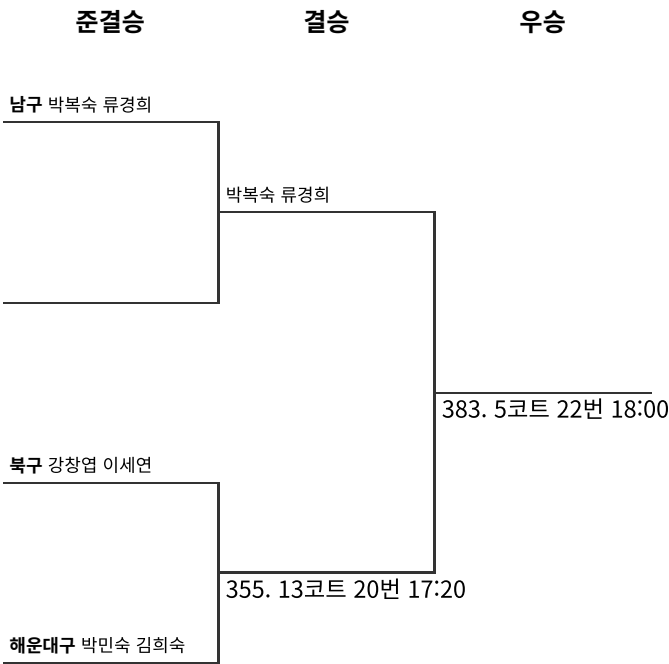 준결승 결승 우승
남구 박복숙 류경희
박복숙 류경희
383. 5코트 22번 18:00
북구 강창엽 이세연
355. 13코트 20번 17:20
해운대구 박민숙 김희숙